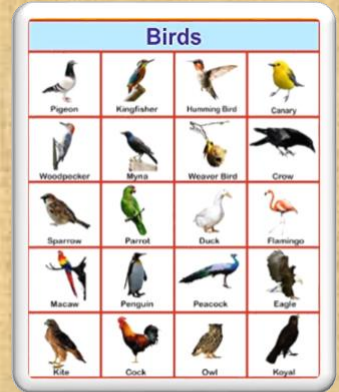 Birds
Pigeon Kingfisher Humming Bird Canary
Woodpecker Myna Weaver Bird Crow
Sparrow Parrot Duck Flamingo
Macaw Penguin Peacock Eagle
Kite Cock Owl Koyal